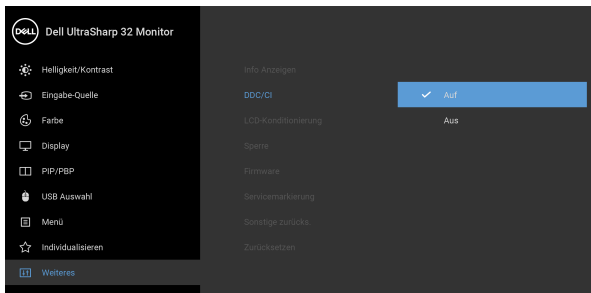 DELL
Dell UltraSharp 32 Monitor
Helligkeit/Kontrast
Eingabe-Quelle
Farbe
Display
PIP/PBP
USB Auswahl
Menü
Individualisieren
Weiteres
Info Anzeigen
DDC/CI
LCD-Konditionierung
Sperre
Firmware
Servicemarkierung
Sonstige zurücks.
Zurücksetzen
Auf
Aus